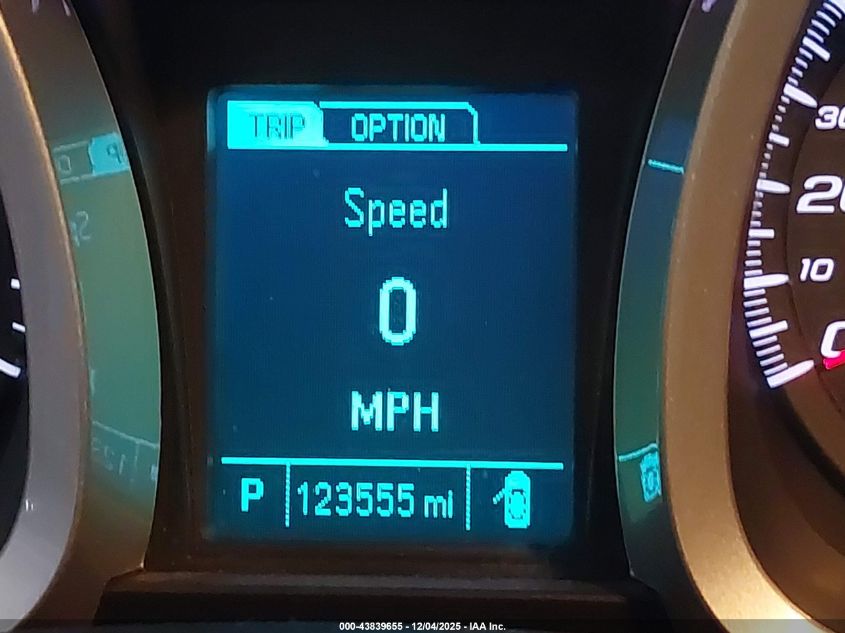 TRIP OPTION
Speed
0
MPH
P 123555 mi
30
20
10
0
000-43839655 - 12/04/2025 - IAA Inc.